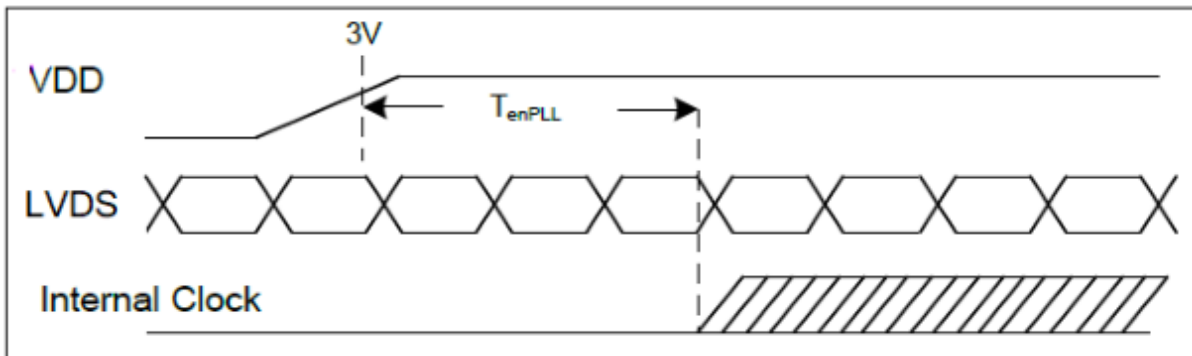 3V
VDD
TenPLL
LVDS
Internal Clock